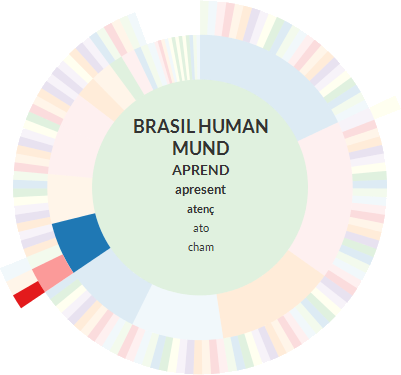 BRASIL HUMAN
MUND
APREND
apresent
atenç
ato
cham